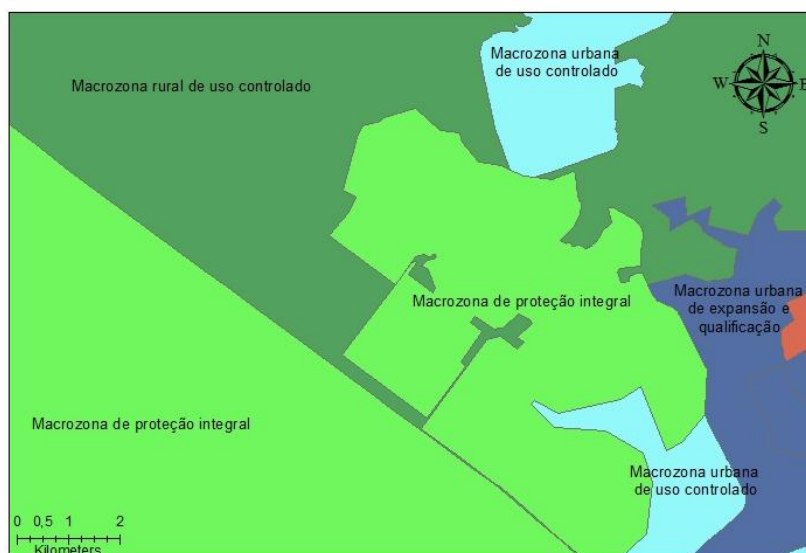 Macrozona urbana
de uso controlado
N
W
E
S
Macrozona rural de uso controlado
Macrozona urbana
de expansão e
qualificação
Macrozona de proteção integral
Macrozona de proteção integral
Macrozona urbana
de uso controlado
0 0,5 1 2
Kilometers